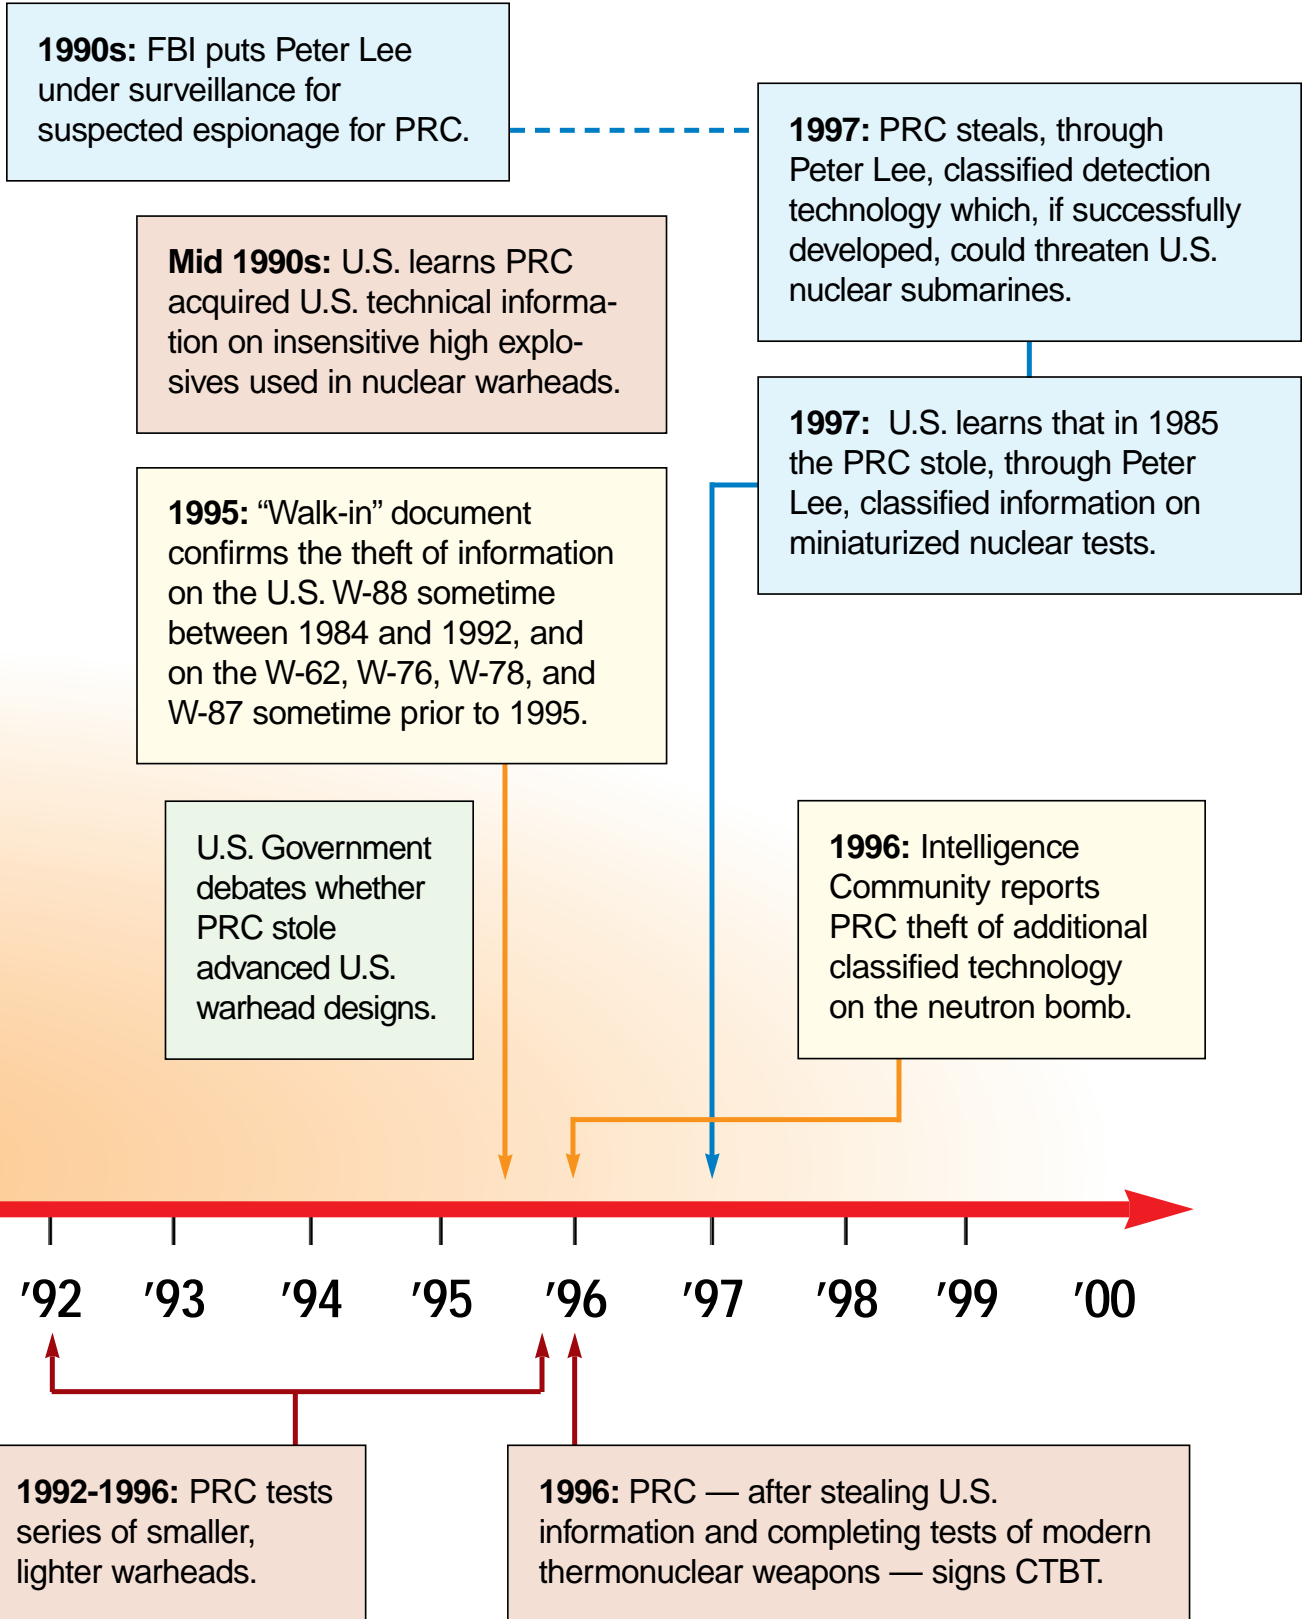 1990s: FBI puts Peter Lee
under surveillance for
suspected espionage for PRC.
1997: PRC steals, through
Peter Lee, classified detection
technology which, if successfully
developed, could threaten U.S.
nuclear submarines.
Mid 1990s: U.S. learns PRC
acquired U.S. technical informa-
tion on insensitive high explo-
sives used in nuclear warheads.
1997: U.S. learns that in 1985
the PRC stole, through Peter
Lee, classified information on
miniaturized nuclear tests.
1995: “Walk-in” document
confirms the theft of information
on the U.S. W-88 sometime
between 1984 and 1992, and
on the W-62, W-76, W-78, and
W-87 sometime prior to 1995.
U.S. Government
debates whether
PRC stole
advanced U.S.
warhead designs.
1996: Intelligence
Community reports
PRC theft of additional
classified technology
on the neutron bomb.
’92 ’93 ’94 ’95 ’96 ’97 ’98 ’99 ’00
1992-1996: PRC tests
series of smaller,
lighter warheads.
1996: PRC — after stealing U.S.
information and completing tests of modern
thermonuclear weapons — signs CTBT.